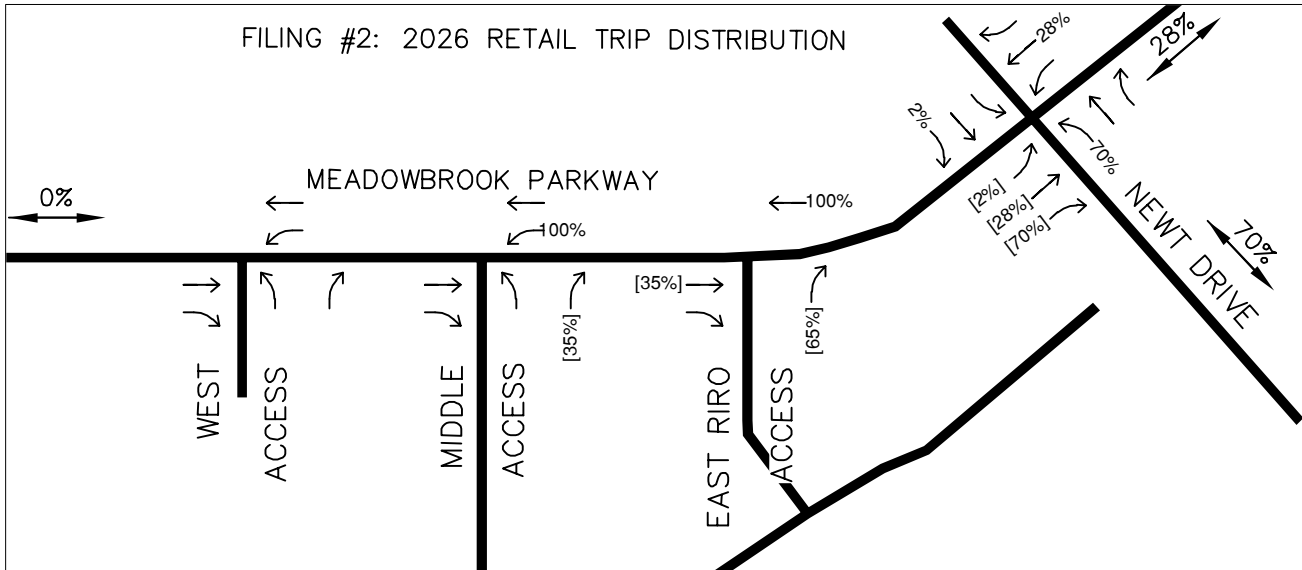 FILING #2: 2026 RETAIL TRIP DISTRIBUTION
28%
28%
2%
70%
MEADOWBROOK PARKWAY
0%
100%
100%
[2%]
[28%]
[70%]
NEWT DRIVE
70%
[35%]
[35%]
[65%]
WEST
ACCESS
MIDDLE
ACCESS
EAST RIRO
ACCESS